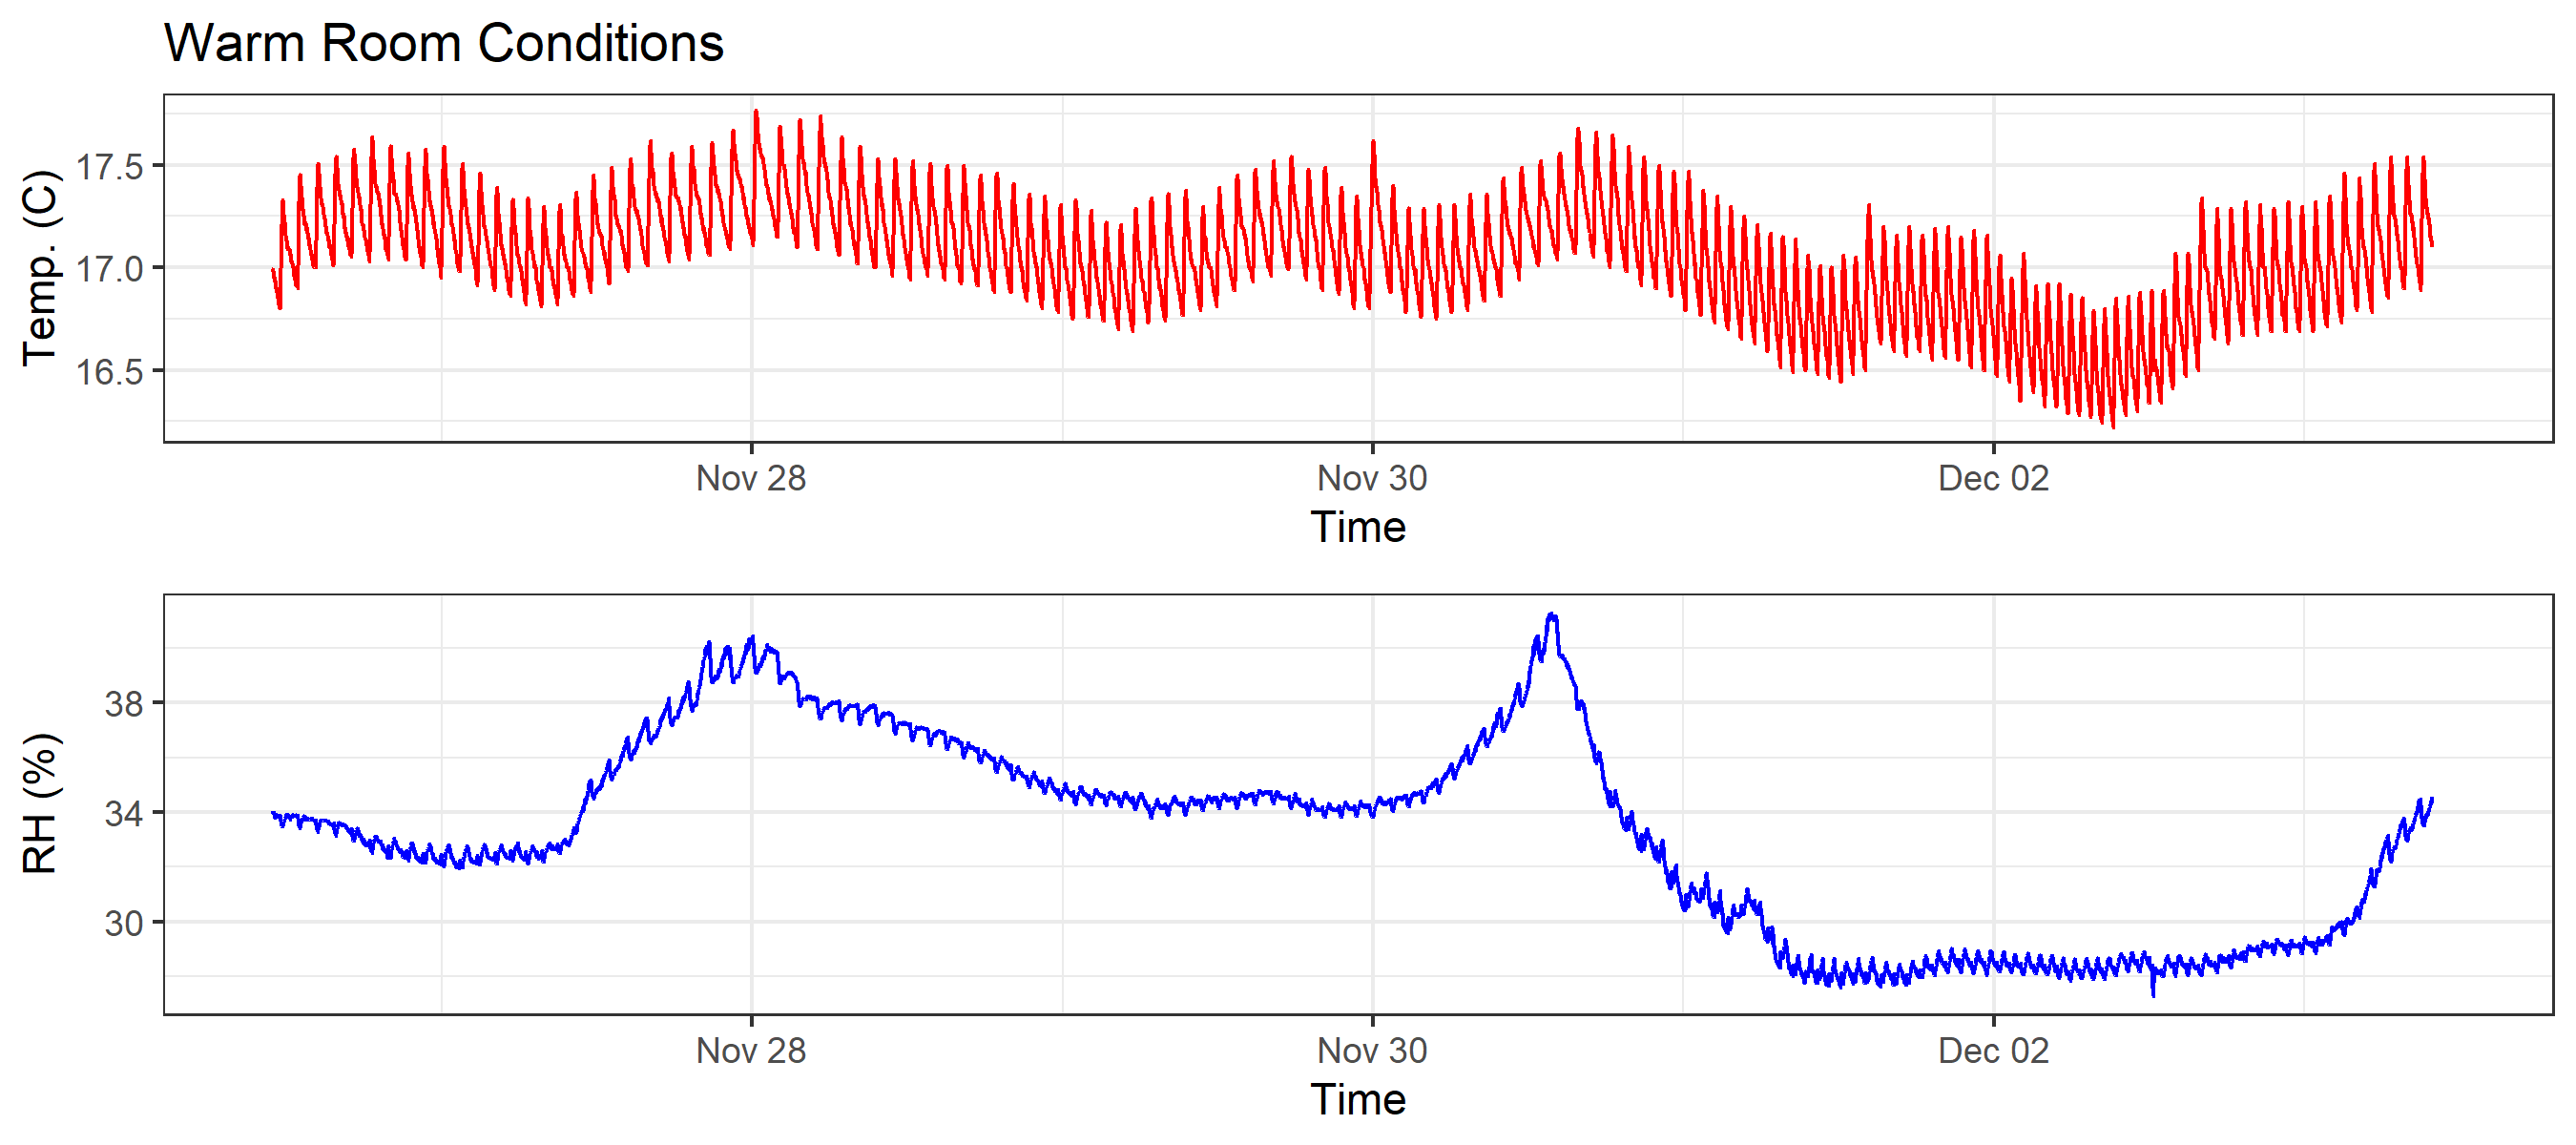 Warm Room Conditions
Temp. (C)
17.5
17.0
16.5
Nov 28 Nov 30 Dec 02
Time
RH (%)
38
34
30
Nov 28 Nov 30 Dec 02
Time